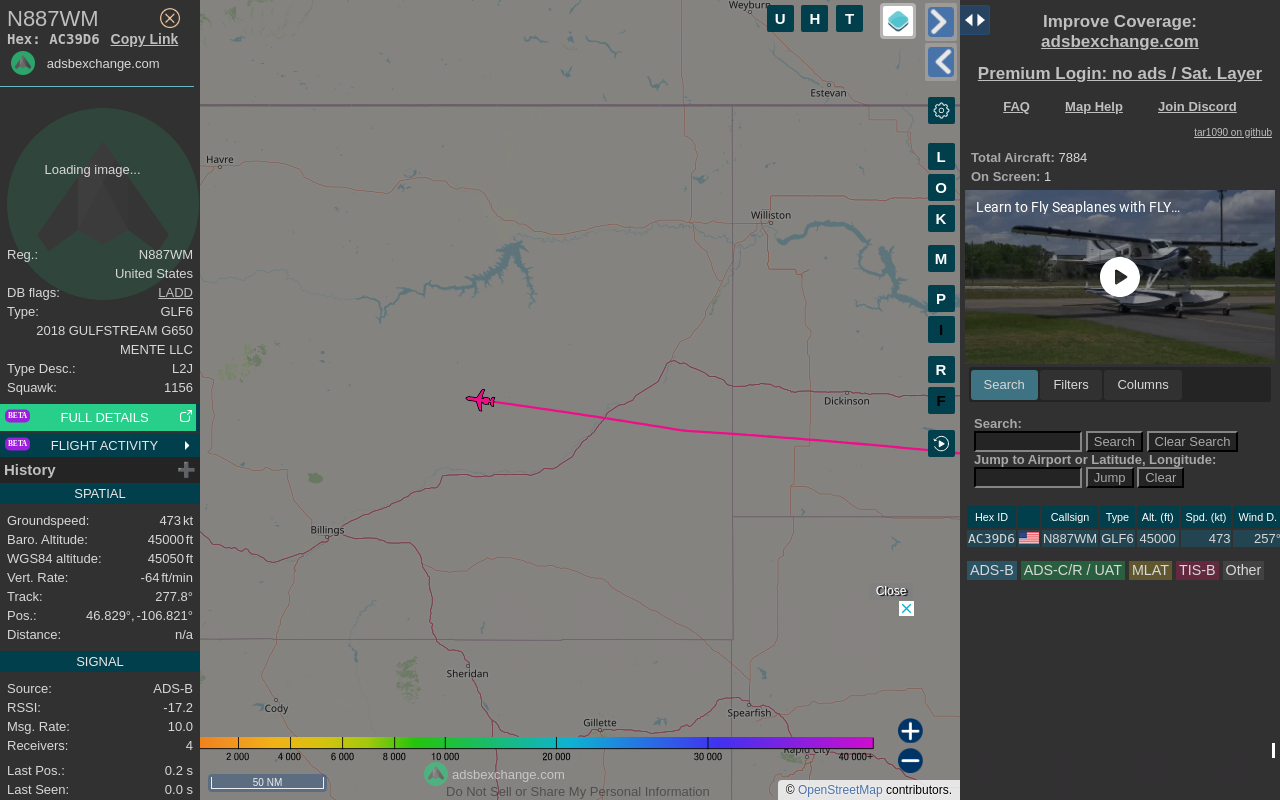 N887WM
Hex: AC39D6 Copy Link
adsbexchange.com
Loading image...
Reg.: N887WM
United States
DB flags: LADD
Type: GLF6
2018 GULFSTREAM G650
MENTE LLC
Type Desc.: L2J
Squawk: 1156
BETA FULL DETAILS
BETA FLIGHT ACTIVITY
History
SPATIAL
Groundspeed: 473 kt
Baro. Altitude: 45000 ft
WGS84 altitude: 45050 ft
Vert. Rate: -64 ft/min
Track: 277.8°
Pos.: 46.829°, -106.821°
Distance: n/a
SIGNAL
Source: ADS-B
RSSI: -17.2
Msg. Rate: 10.0
Receivers: 4
Last Pos.: 0.2 s
Last Seen: 0.0 s
Weyburn
U H T
Estevan
Havre
L
O
K
Williston
M
P
I
R
F
Dickinson
Billings
Close
Sheridan
Cody
Spearfish
Gillette
Rapid City
2 000 4 000 6 000 8 000 10 000 20 000 30 000 40 000+
adsbexchange.com
50 NM
Do Not Sell or Share My Personal Information
© OpenStreetMap contributors.
Improve Coverage:
adsbexchange.com
Premium Login: no ads / Sat. Layer
FAQ Map Help Join Discord
tar1090 on github
Total Aircraft: 7884
On Screen: 1
Learn to Fly Seaplanes with FLY...
Search Filters Columns
Search:
Search Clear Search
Jump to Airport or Latitude, Longitude:
Jump Clear
Hex ID Callsign Type Alt. (ft) Spd. (kt) Wind D.
AC39D6 N887WM GLF6 45000 473 257°
ADS-B ADS-C/R / UAT MLAT TIS-B Other